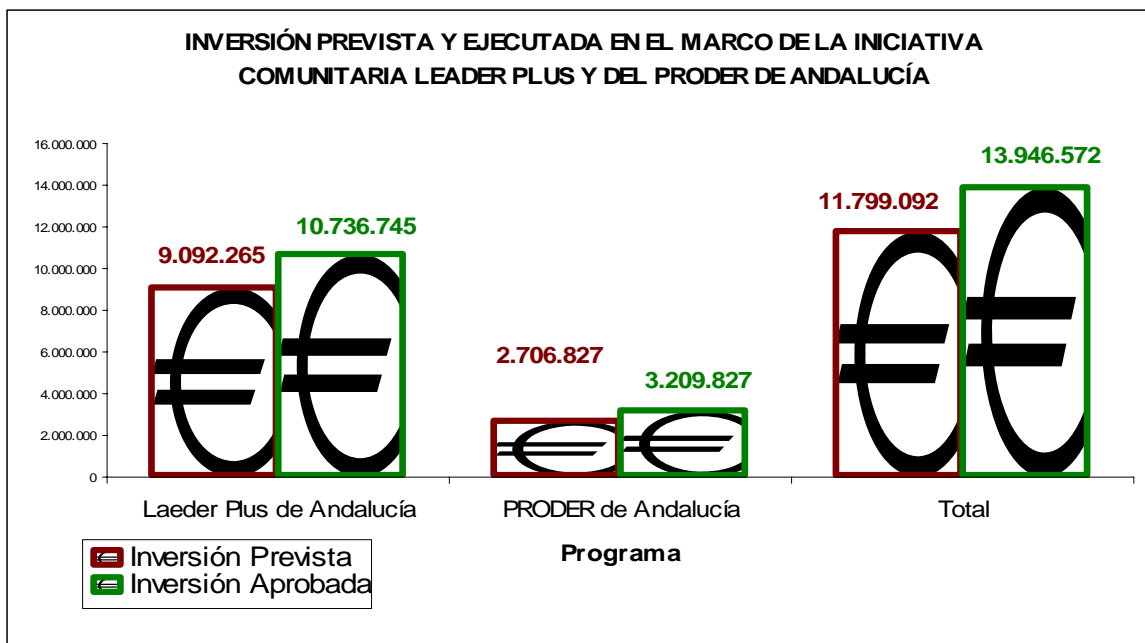 INVERSIÓN PREVISTA Y EJECUTADA EN EL MARCO DE LA INICIATIVA
COMUNITARIA LEADER PLUS Y DEL PRODER DE ANDALUCÍA
16.000.000
14.000.000
12.000.000
10.000.000
8.000.000
6.000.000
4.000.000
2.000.000
0
9.092.265
10.736.745
2.706.827
3.209.827
11.799.092
13.946.572
Laeder Plus de Andalucía
PRODER de Andalucía
Total
Programa
Inversión Prevista
Inversión Aprobada